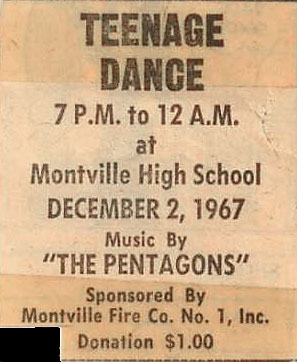 TEENAGE
DANCE
7 P.M. to 12 A.M.
at
Montville High School
DECEMBER 2, 1967
Music By
"THE PENTAGONS"
Sponsored By
Montville Fire Co. No. 1, Inc.
Donation $1.00